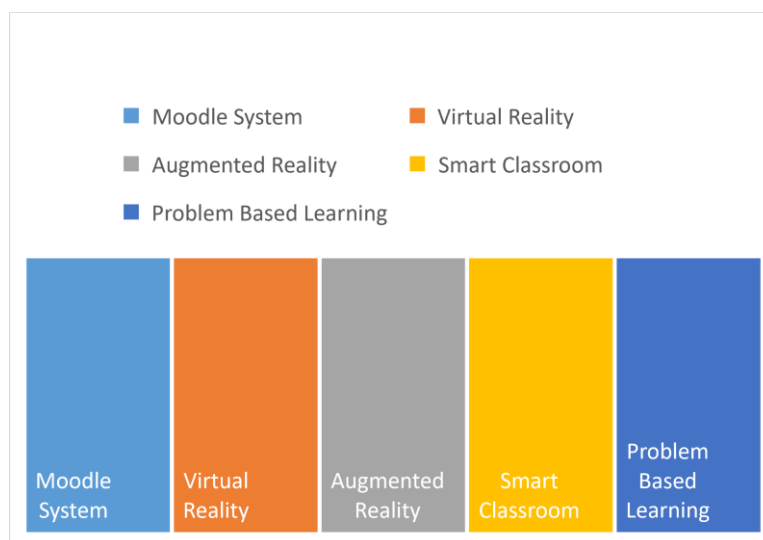 Moodle System
Virtual Reality
Augmented Reality
Smart Classroom
Problem Based Learning
Moodle
System
Virtual
Reality
Augmented
Reality
Smart
Classroom
Problem
Based
Learning